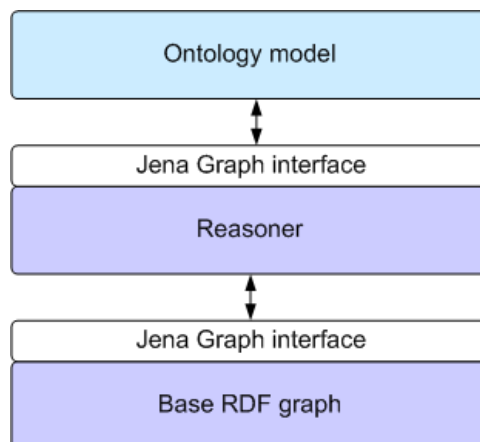 Ontology model
Jena Graph interface
Reasoner
Jena Graph interface
Base RDF graph